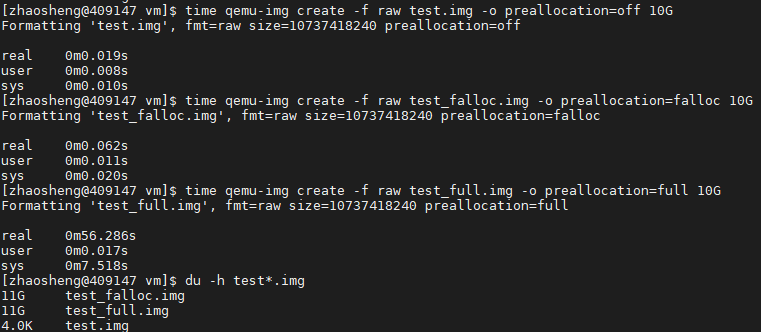 [zhaosheng@409147 vm]$ time qemu-img create -f raw test.img -o preallocation=off 10G
Formatting 'test.img', fmt=raw size=10737418240 preallocation=off
real 0m0.019s
user 0m0.008s
sys 0m0.010s
[zhaosheng@409147 vm]$ time qemu-img create -f raw test_falloc.img -o preallocation=falloc 10G
Formatting 'test_falloc.img', fmt=raw size=10737418240 preallocation=falloc
real 0m0.062s
user 0m0.011s
sys 0m0.020s
[zhaosheng@409147 vm]$ time qemu-img create -f raw test_full.img -o preallocation=full 10G
Formatting 'test_full.img', fmt=raw size=10737418240 preallocation=full
real 0m56.286s
user 0m0.017s
sys 0m7.518s
[zhaosheng@409147 vm]$ du -h test*.img
11G test_falloc.img
11G test_full.img
4.0K test.img